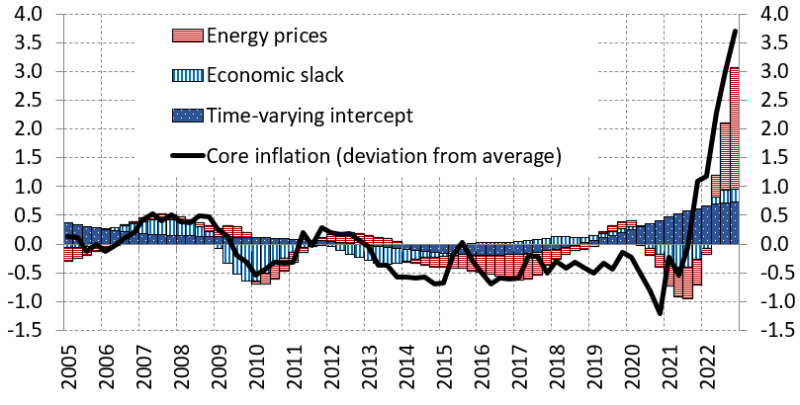 4.0 4.0
3.5 Energy prices 3.5
3.0 Economic slack 3.0
2.5 2.5
Time-varying intercept
2.0 2.0
Core inflation (deviation from average)
1.5 1.5
1.0 1.0
0.5 0.5
0.0 0.0
-0.5 -0.5
-1.0 -1.0
-1.5 -1.5
2005 2006 2007 2008 2009 2010 2011 2012 2013 2014 2015 2016 2017 2018 2019 2020 2021 2022